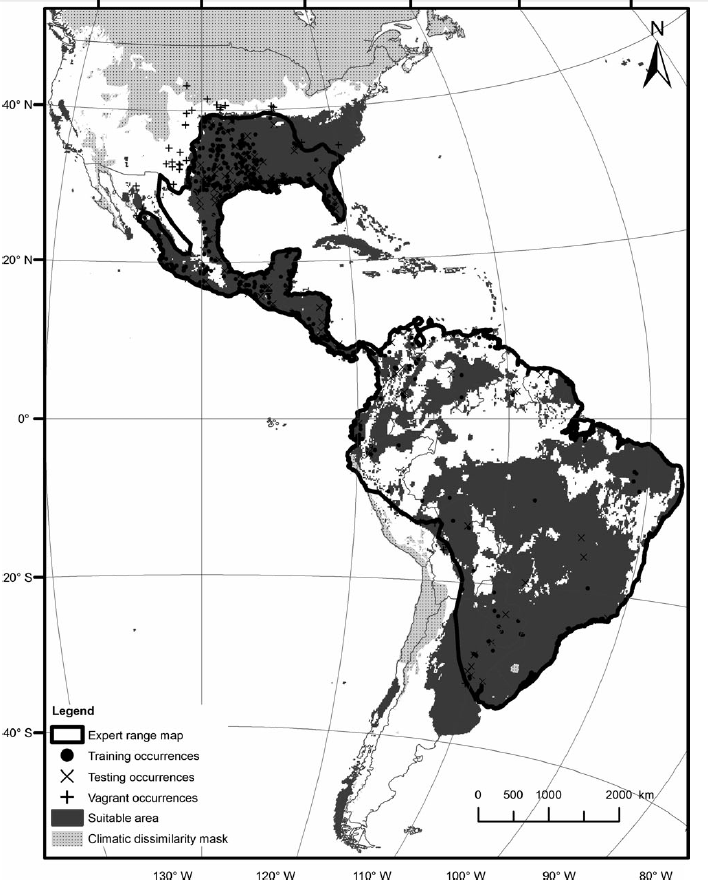 N
40° N
20° N
0°
20° S
40° S
Legend
Expert range map
Training occurrences
Testing occurrences
Vagrant occurrences
Suitable area
Climatic dissimilarity mask
0 500 1000 2000 km
130° W 120° W 110° W 100° W 90° W 80° W